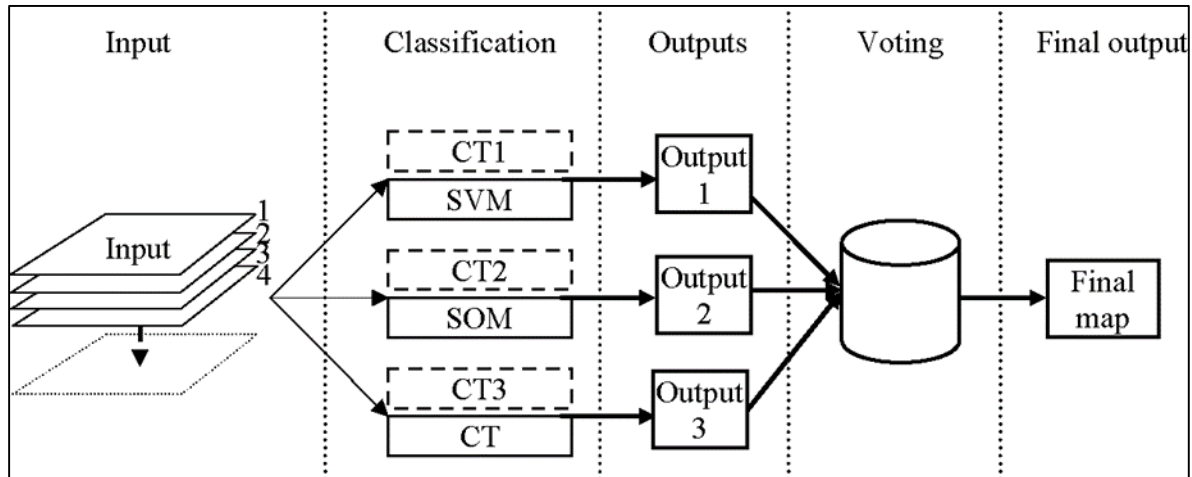 Input
Classification
Outputs
Voting
Final output
Input
1
2
3
4
CT1
SVM
CT2
SOM
CT3
CT
Output
1
Output
2
Output
3
Final
map